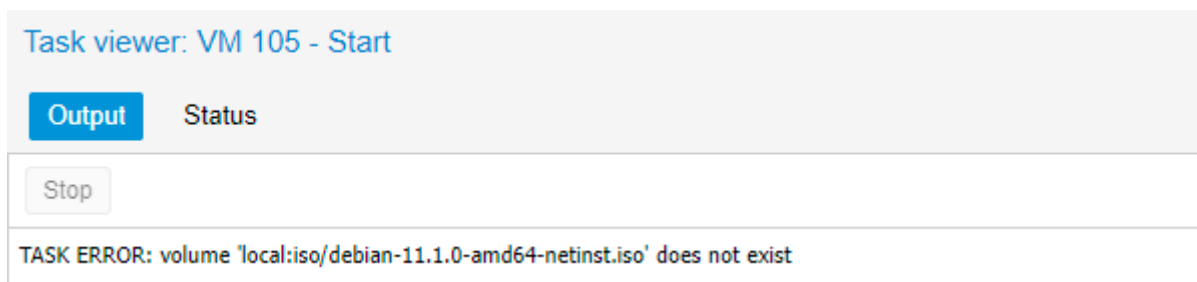 Task viewer: VM 105 - Start
Output Status
Stop
TASK ERROR: volume 'local:iso/debian-11.1.0-amd64-netinst.iso' does not exist